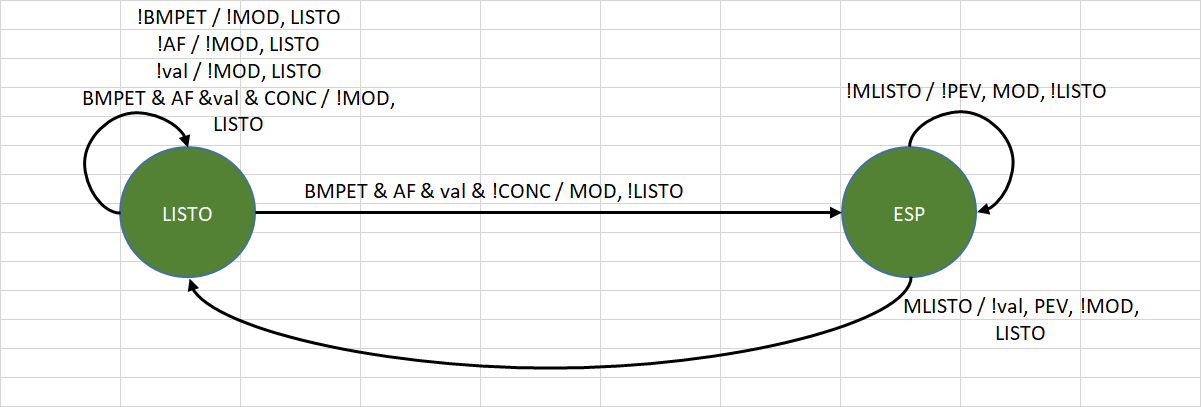 !BMPET / !MOD, LISTO
!AF / !MOD, LISTO
!val / !MOD, LISTO
BMPET & AF &val & CONC / !MOD,
LISTO
!MLISTO / !PEV, MOD, !LISTO
BMPET & AF & val & !CONC / MOD, !LISTO
LISTO
ESP
MLISTO / !val, PEV, !MOD,
LISTO